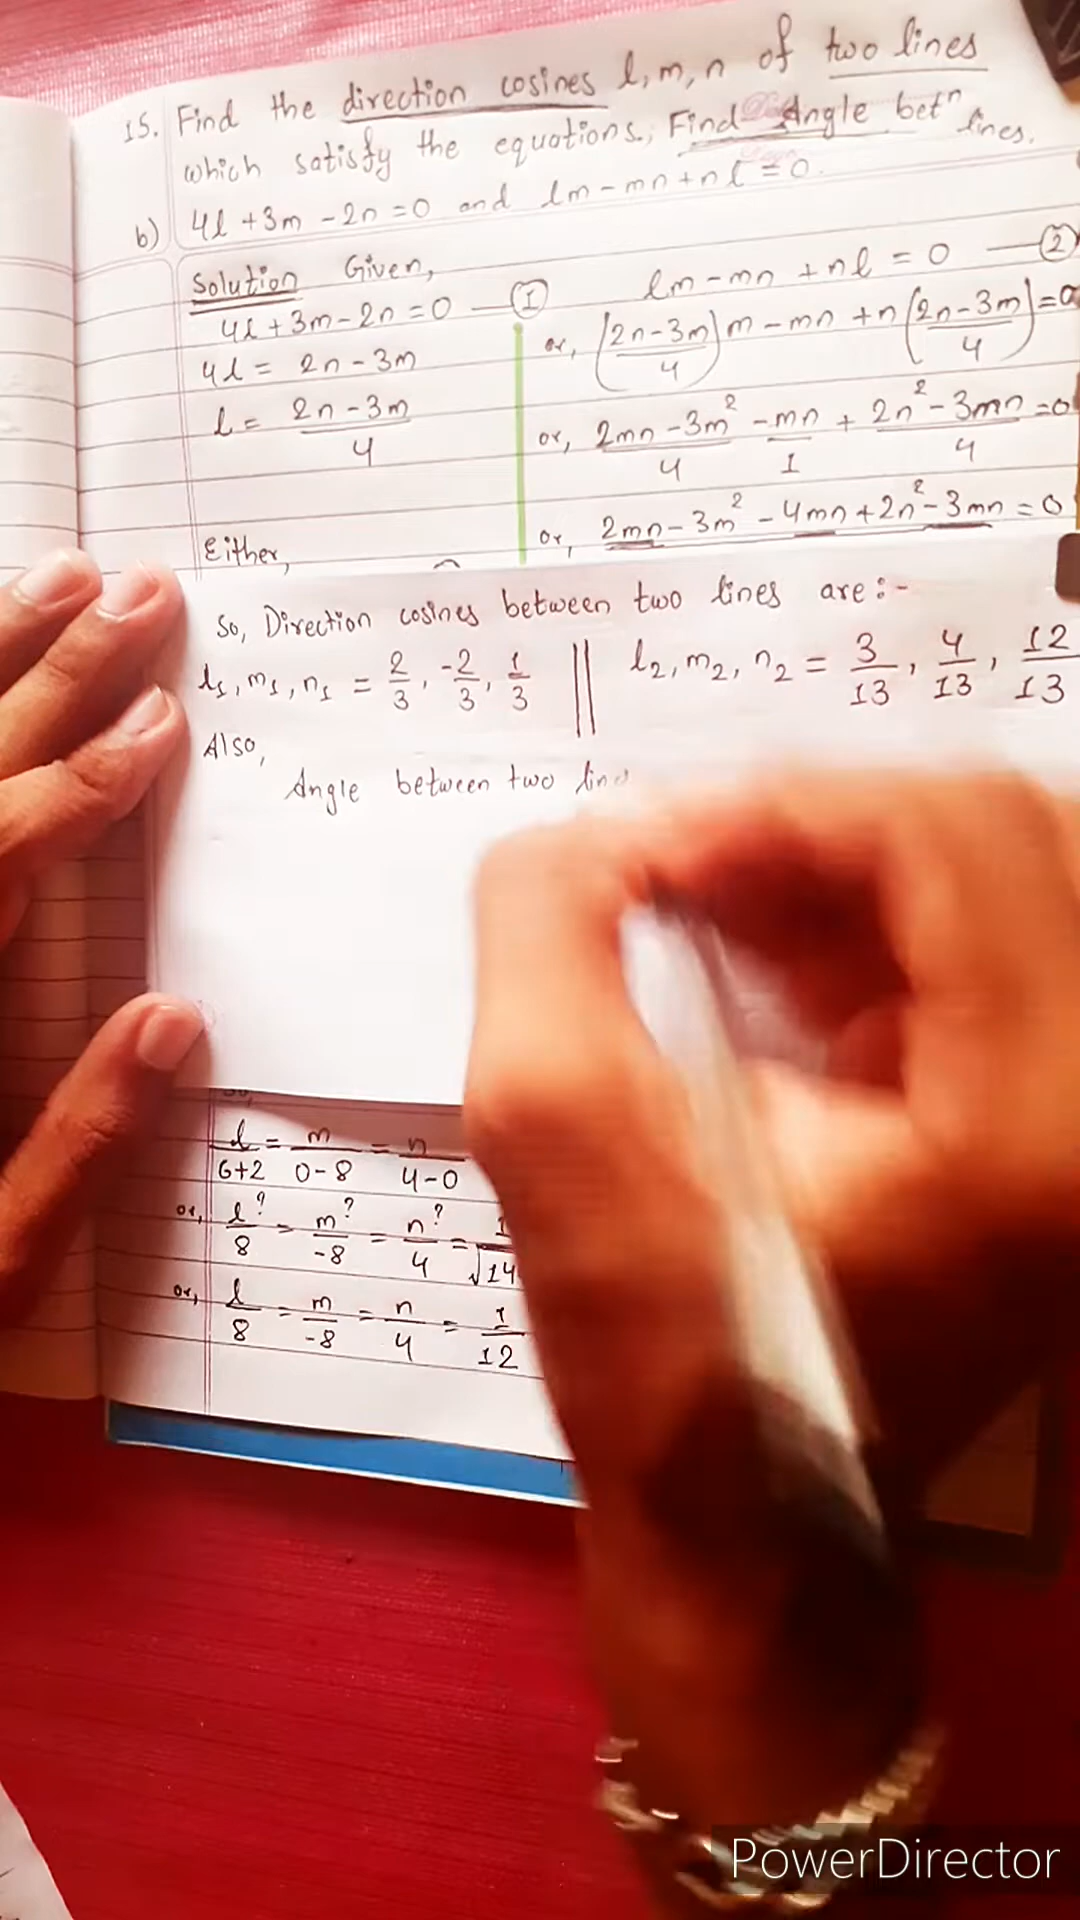 15. Find the direction cosines l, m, n of two lines
which satisfy the equations., Find Angle betⁿ lines.
b) 4l + 3m - 2n = 0 and lm - mn + nl = 0.
Solution Given,
4l + 3m - 2n = 0 — (1)
4l = 2n - 3m
l = (2n - 3m)/4
Either,
lm - mn + nl = 0 — (2)
or, ((2n - 3m)/4) m - mn + n ((2n - 3m)/4) = 0
or, (2mn - 3m²)/4 - mn/1 + (2n² - 3mn)/4 = 0
or, 2mn - 3m² - 4mn + 2n² - 3mn = 0
So, Direction cosines between two lines are :-
l₁, m₁, n₁ = 2/3, -2/3, 1/3 || l₂, m₂, n₂ = 3/13, 4/13, 12/13
Also,
Angle between two
l/6+2 = m/0-8 = n/4-0
or, l?/8 = m?/-8 = n?/4 = 1/√14
or, l/8 = m/-8 = n/4 = 1/12
PowerDirector